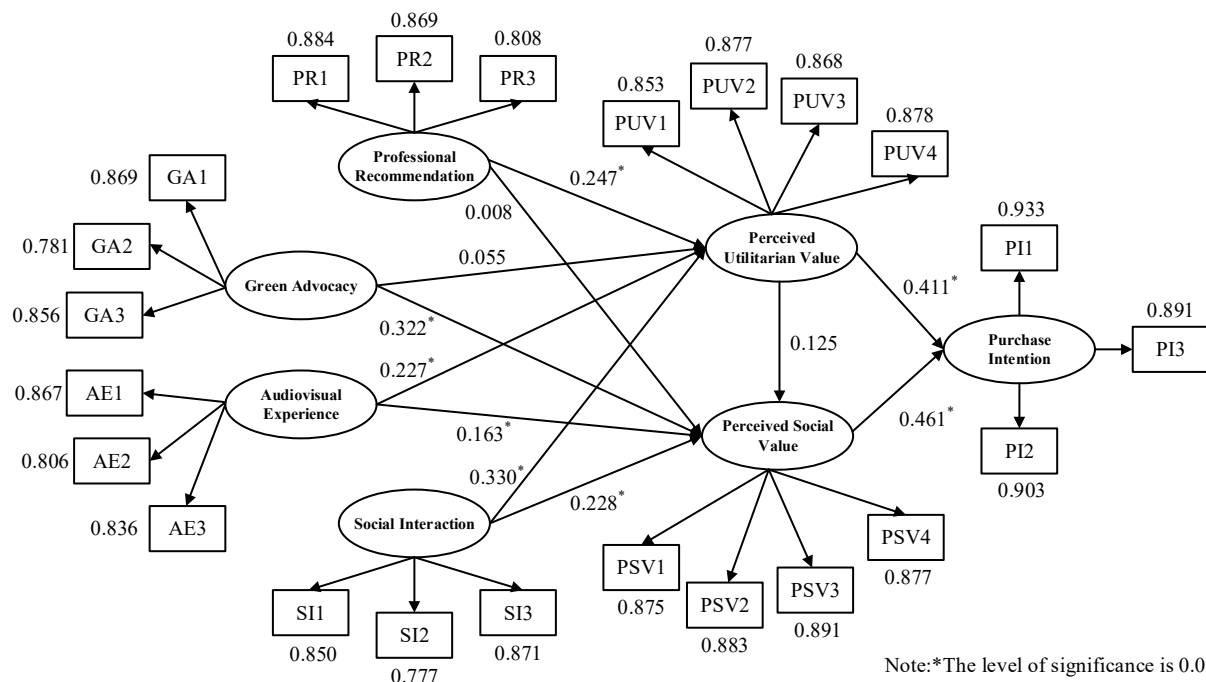 0.884
0.869
0.808
PR1
PR2
PR3
0.853
0.877
0.868
0.878
PUV1
PUV2
PUV3
PUV4
Professional
Recommendation
0.869
GA1
0.781
GA2
0.856
GA3
Green Advocacy
0.867
AE1
0.806
AE2
0.836
AE3
Audiovisual
Experience
Social Interaction
SI1
SI2
SI3
0.850
0.777
0.871
0.247*
0.008
0.055
0.322*
0.227*
0.163*
0.330*
0.228*
Perceived
Utilitarian Value
0.125
Perceived Social
Value
0.411*
0.461*
0.933
PI1
Purchase
Intention
0.891
PI3
PI2
0.903
PSV1
PSV2
PSV3
PSV4
0.875
0.883
0.891
0.877
Note:*The level of significance is 0.0